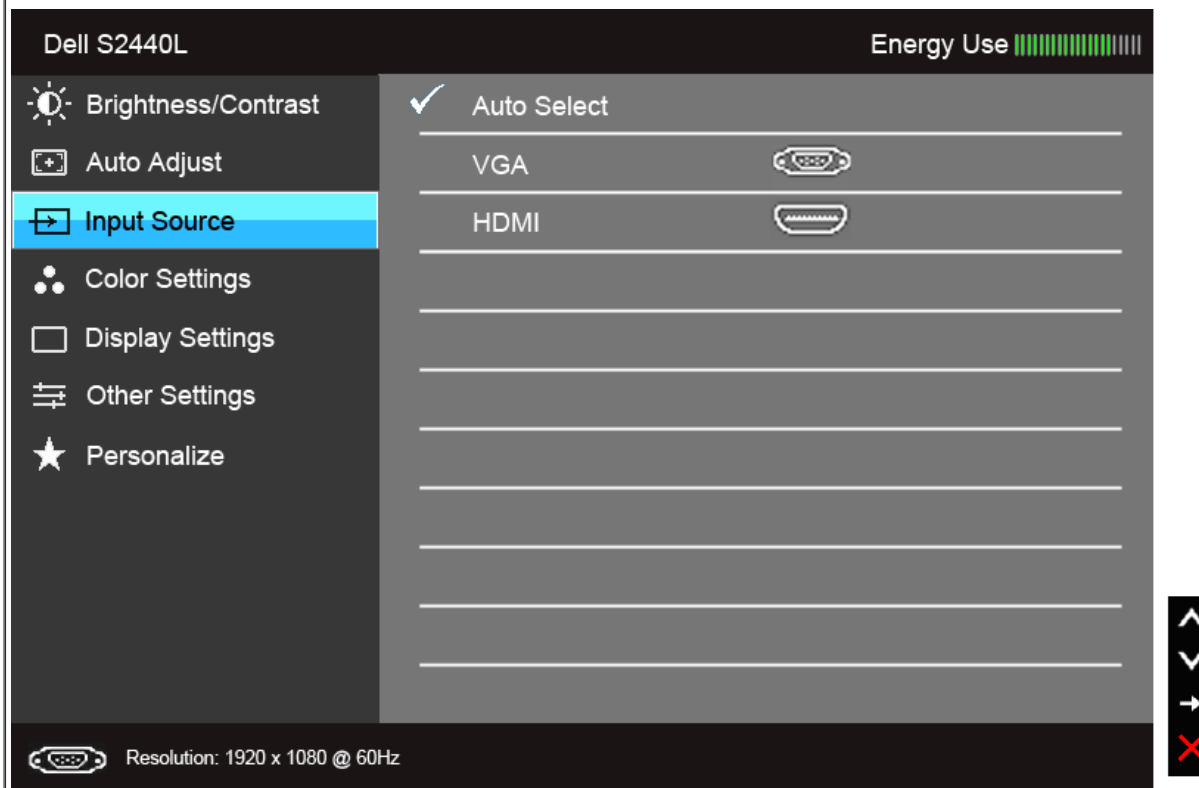 Dell S2440L
Energy Use
Brightness/Contrast
Auto Adjust
Input Source
Color Settings
Display Settings
Other Settings
Personalize
Auto Select
VGA
HDMI
Resolution: 1920 x 1080 @ 60Hz